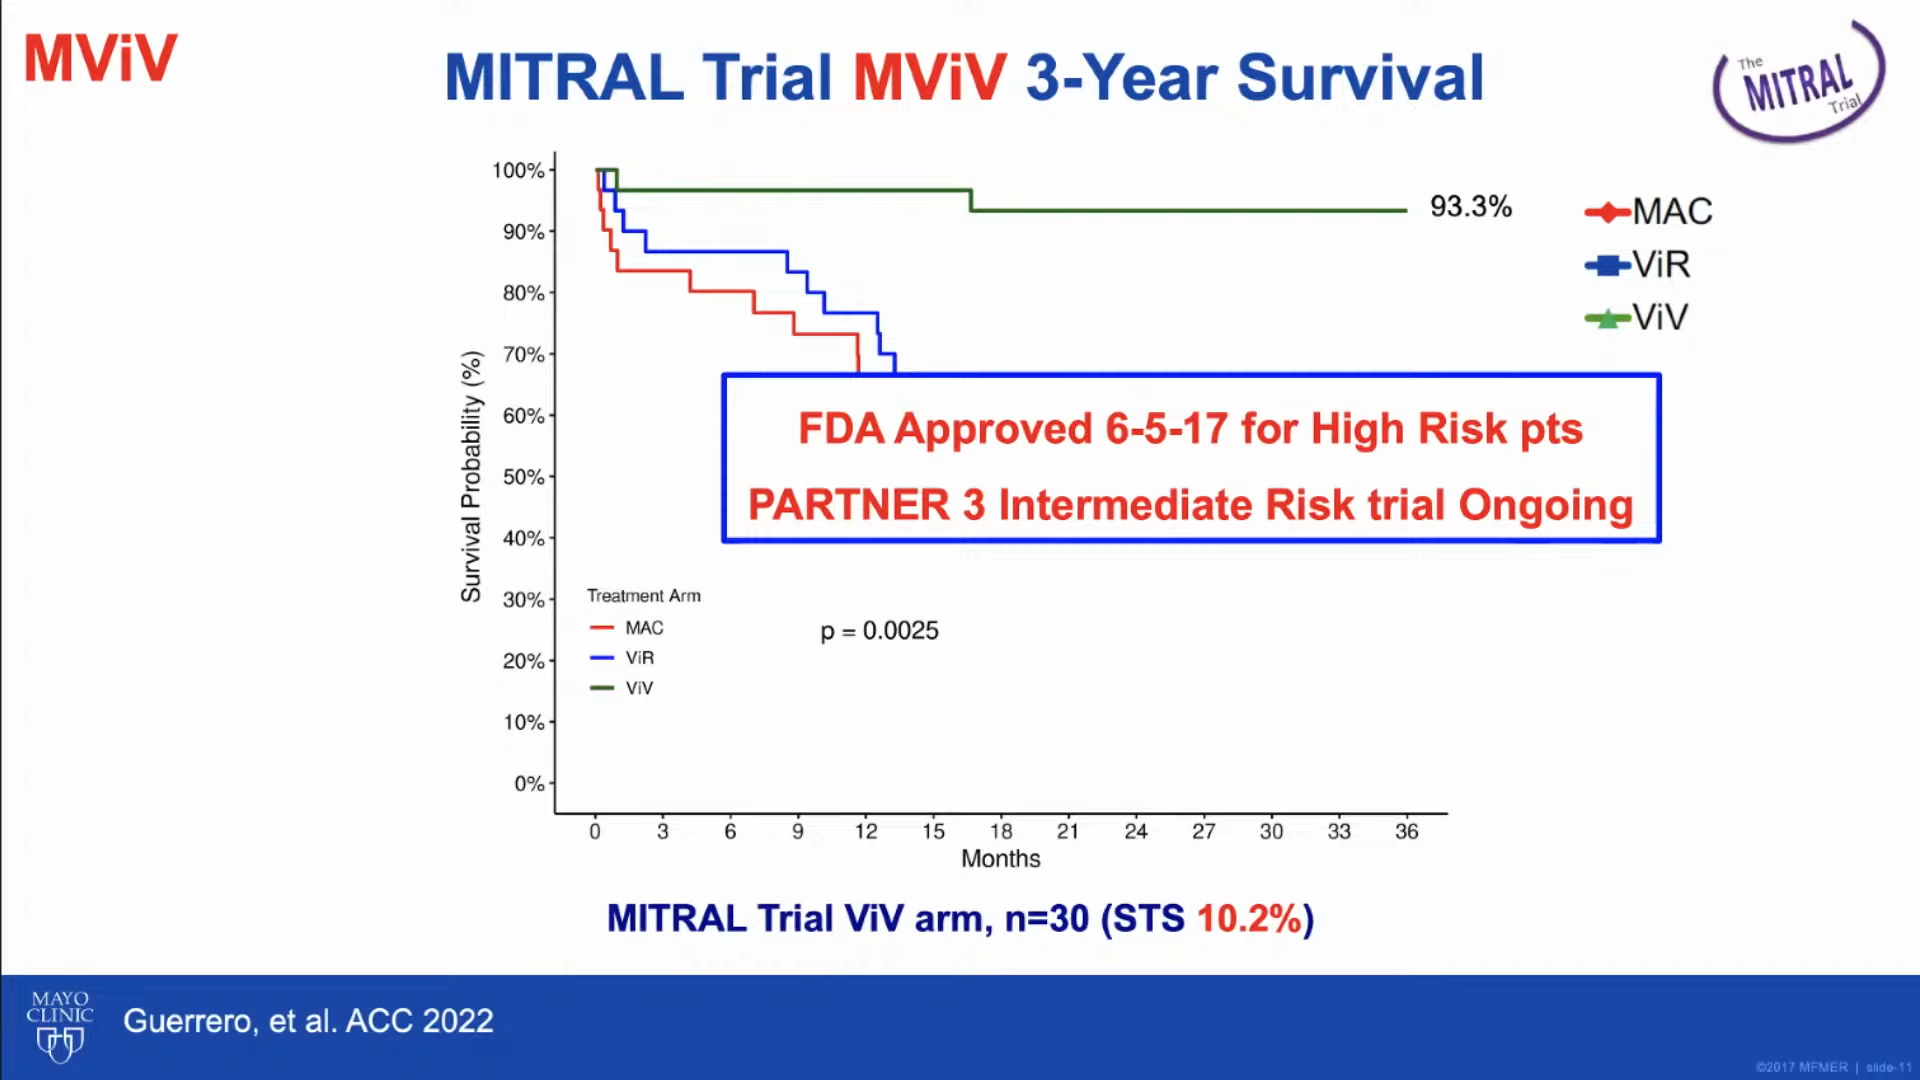 MViV
MITRAL Trial MViV 3-Year Survival
The
MITRAL
Trial
100%
90%
80%
70%
60%
50%
40%
30%
20%
10%
0%
Survival Probability (%)
93.3%
MAC
ViR
ViV
FDA Approved 6-5-17 for High Risk pts
PARTNER 3 Intermediate Risk trial Ongoing
Treatment Arm
MAC
ViR
ViV
p = 0.0025
0 3 6 9 12 15 18 21 24 27 30 33 36
Months
MITRAL Trial ViV arm, n=30 (STS 10.2%)
MAYO
CLINIC
Guerrero, et al. ACC 2022
©2017 MFMER | slide-11